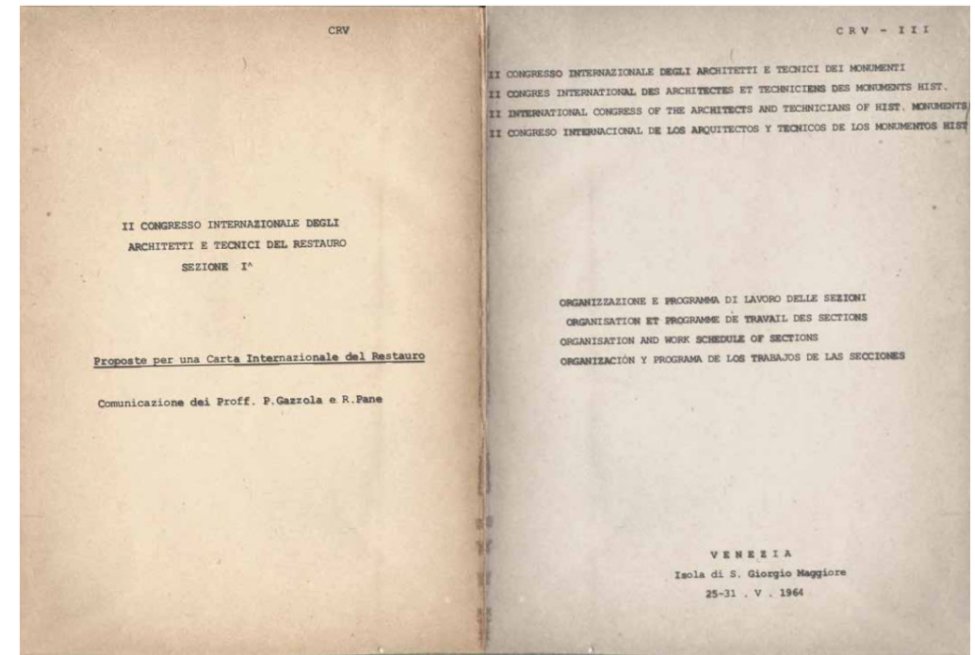 CRV
II CONGRESSO INTERNAZIONALE DEGLI
ARCHITETTI E TECNICI DEL RESTAURO
SEZIONE I^
Proposte per una Carta Internazionale del Restauro
Comunicazione dei Proff. P.Gazzola e R.Pane
CRV - III
II CONGRESSO INTERNAZIONALE DEGLI ARCHITETTI E TECNICI DEI MONUMENTI
II CONGRES INTERNATIONAL DES ARCHITECTES ET TECHNICIENS DES MONUMENTS HIST.
II INTERNATIONAL CONGRESS OF THE ARCHITECTS AND TECHNICIANS OF HIST. MONUMENTS
II CONGRESO INTERNACIONAL DE LOS ARQUITECTOS Y TECNICOS DE LOS MONUMENTOS HIST
ORGANIZZAZIONE E PROGRAMMA DI LAVORO DELLE SEZIONI
ORGANISATION ET PROGRAMME DE TRAVAIL DES SECTIONS
ORGANISATION AND WORK SCHEDULE OF SECTIONS
ORGANIZACIÓN Y PROGRAMA DE LOS TRABAJOS DE LAS SECCIONES
VENEZIA
Isola di S. Giorgio Maggiore
25-31 . V . 1964